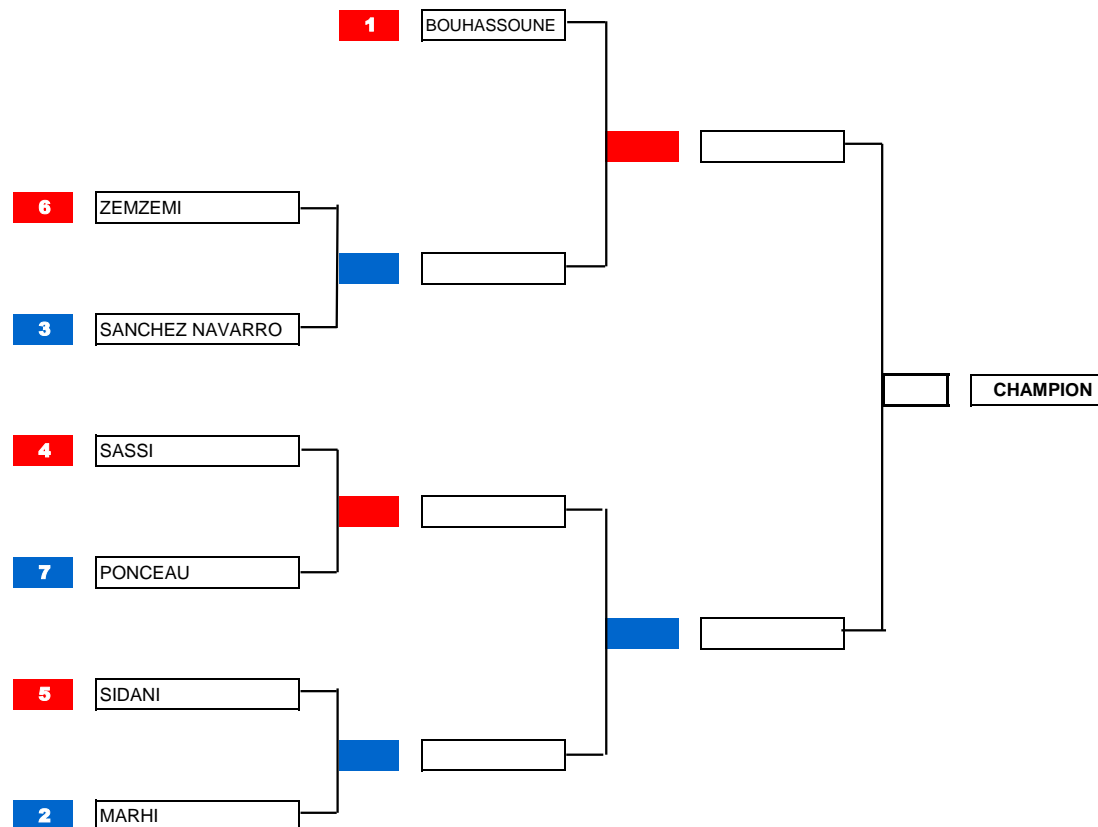 1 BOUHASSOUNE
6 ZEMZEMI
3 SANCHEZ NAVARRO
CHAMPION
4 SASSI
7 PONCEAU
5 SIDANI
2 MARHI